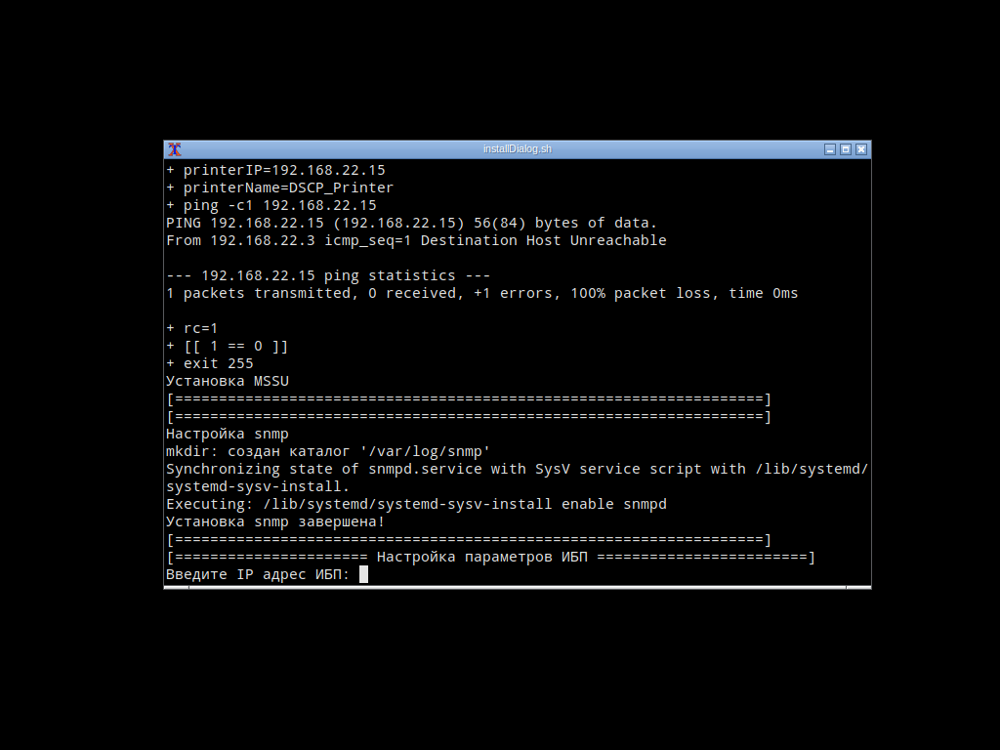 installDialog.sh
+ printerIP=192.168.22.15
+ printerName=DSCP_Printer
+ ping -c1 192.168.22.15
PING 192.168.22.15 (192.168.22.15) 56(84) bytes of data.
From 192.168.22.3 icmp_seq=1 Destination Host Unreachable
--- 192.168.22.15 ping statistics ---
1 packets transmitted, 0 received, +1 errors, 100% packet loss, time 0ms
+ rc=1
+ [[ 1 == 0 ]]
+ exit 255
Установка MSSU
[===================================================================]
[===================================================================]
Настройка snmp
mkdir: создан каталог '/var/log/snmp'
Synchronizing state of snmpd.service with SysV service script with /lib/systemd/
systemd-sysv-install.
Executing: /lib/systemd/systemd-sysv-install enable snmpd
Установка snmp завершена!
[===================================================================]
[====================== Настройка параметров ИБП ========================]
Введите IP адрес ИБП: